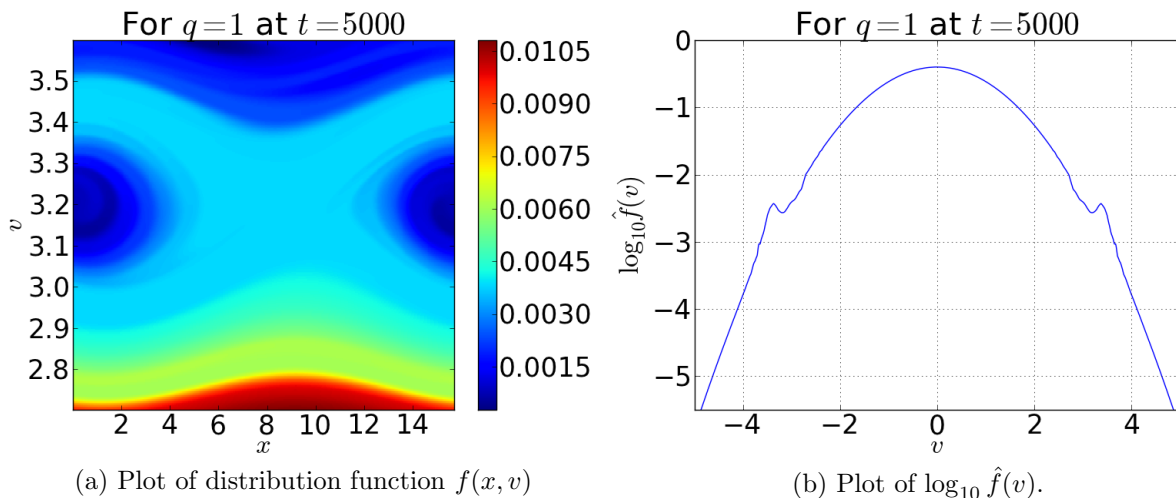 For q=1 at t=5000
3.5
3.4
3.3
3.2
3.1
3.0
2.9
2.8
v
2 4 6 8 10 12 14
x
0.0105
0.0090
0.0075
0.0060
0.0045
0.0030
0.0015
(a) Plot of distribution function f(x, v)
For q=1 at t=5000
0
−1
−2
−3
−4
−5
log₁₀ f̂(v)
−4 −2 0 2 4
v
(b) Plot of log₁₀ f̂(v).